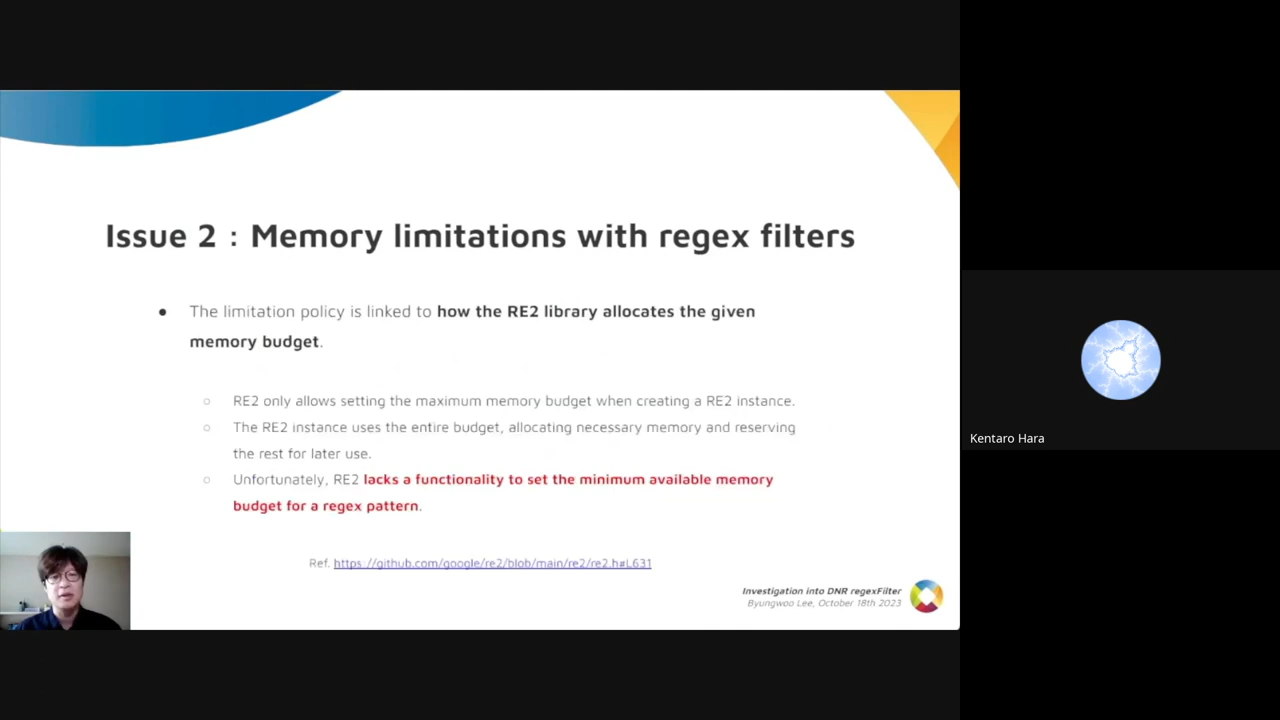 Issue 2 : Memory limitations with regex filters
● The limitation policy is linked to how the RE2 library allocates the given
memory budget.
○ RE2 only allows setting the maximum memory budget when creating a RE2 instance.
○ The RE2 instance uses the entire budget, allocating necessary memory and reserving
the rest for later use.
○ Unfortunately, RE2 lacks a functionality to set the minimum available memory
budget for a regex pattern.
Ref. https://github.com/google/re2/blob/main/re2/re2.h#L631
Investigation into DNR regexFilter
Byungwoo Lee, October 18th 2023
Kentaro Hara